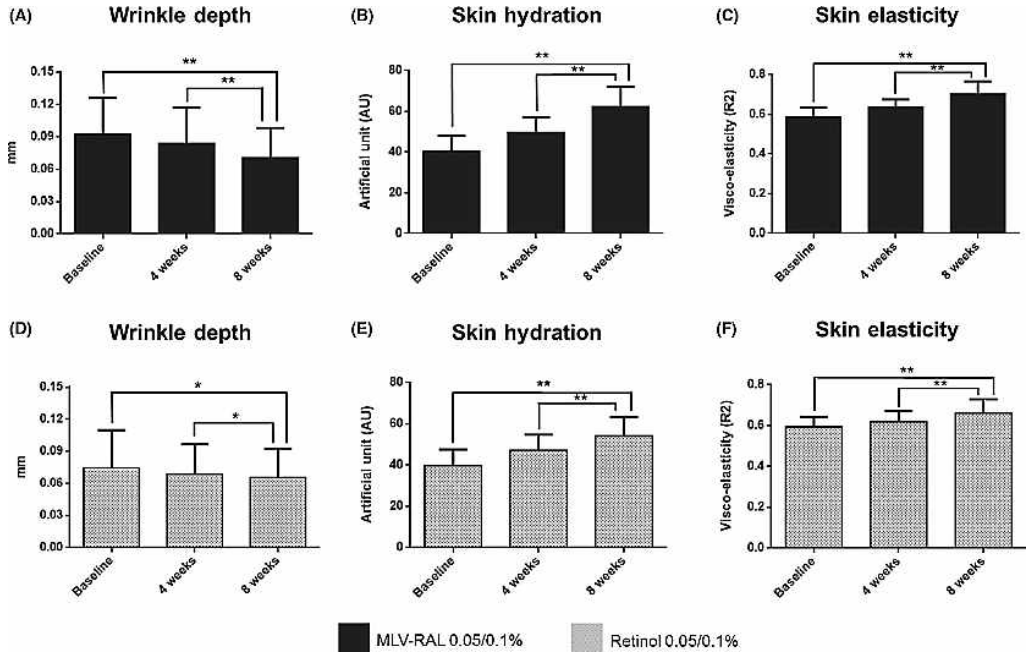 (A) Wrinkle depth
**
**
0.15
0.12
0.09
0.06
0.03
0.00
mm
Baseline
4 weeks
8 weeks
(B) Skin hydration
**
**
80
60
40
20
0
Artificial unit (AU)
Baseline
4 weeks
8 weeks
(C) Skin elasticity
**
**
0.8
0.6
0.4
0.2
0.0
Visco-elasticity (R2)
Baseline
4 weeks
8 weeks
(D) Wrinkle depth
*
*
0.15
0.12
0.09
0.06
0.03
0.00
mm
Baseline
4 weeks
8 weeks
(E) Skin hydration
**
**
80
60
40
20
0
Artificial unit (AU)
Baseline
4 weeks
8 weeks
(F) Skin elasticity
**
**
0.8
0.6
0.4
0.2
0.0
Visco-elasticity (R2)
Baseline
4 weeks
8 weeks
MLV-RAL 0.05/0.1%
Retinol 0.05/0.1%